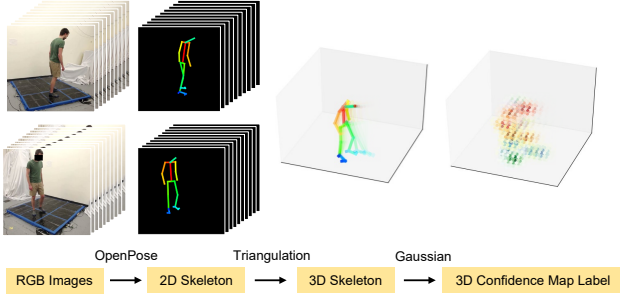 OpenPose
Triangulation
Gaussian
RGB Images
2D Skeleton
3D Skeleton
3D Confidence Map Label